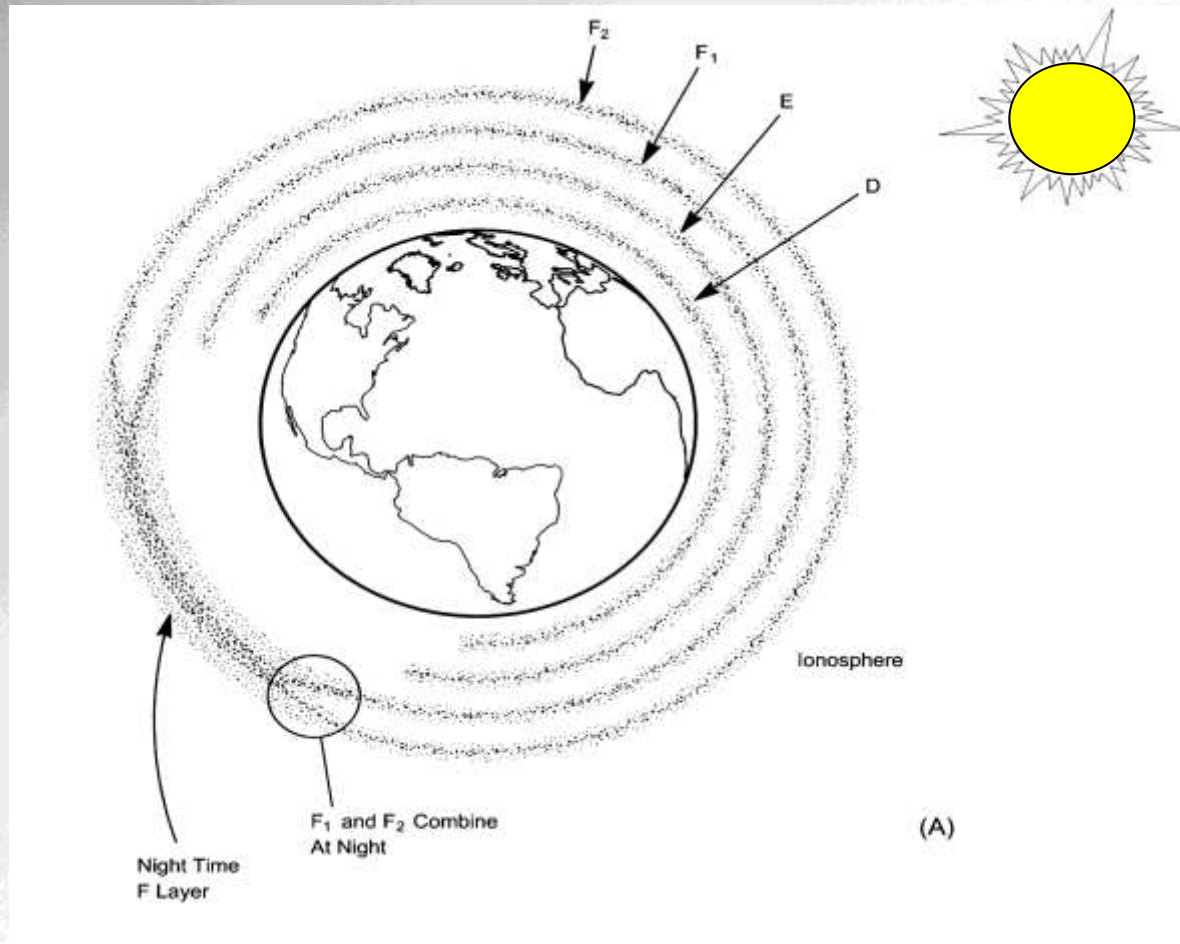 F₂
F₁
E
D
Ionosphere
F₁ and F₂ Combine
At Night
(A)
Night Time
F Layer